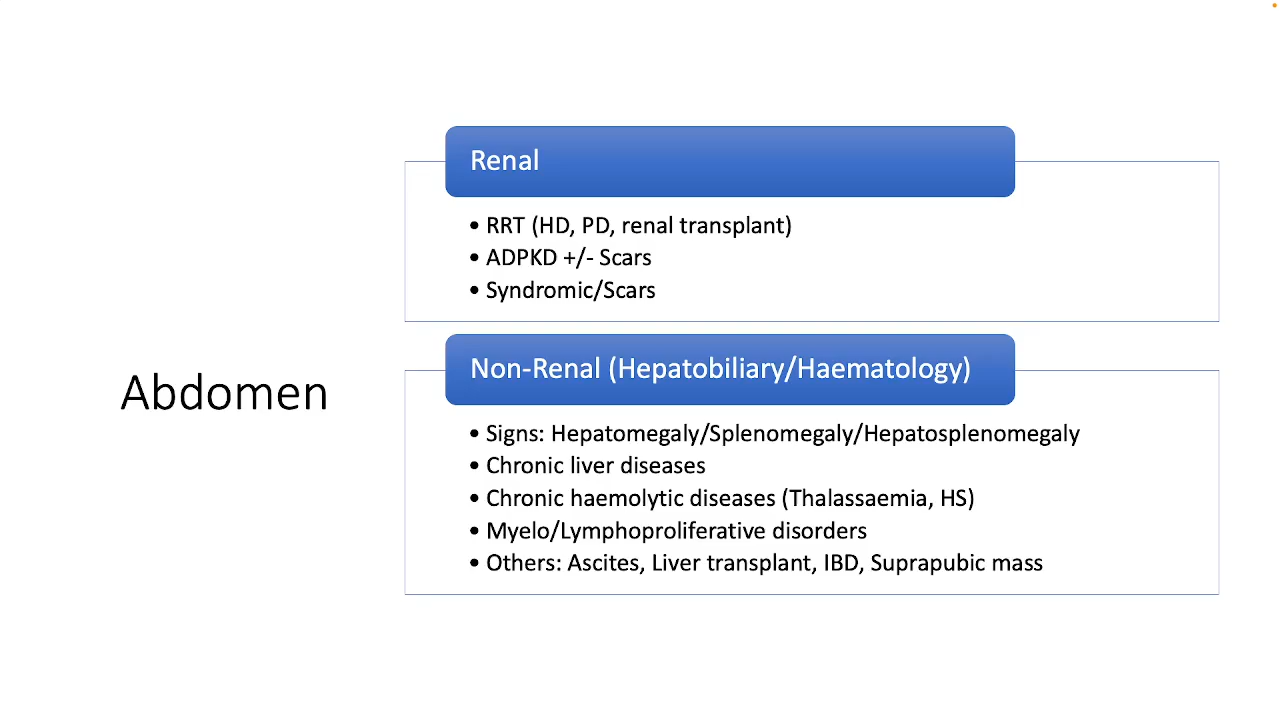 Abdomen
Renal
• RRT (HD, PD, renal transplant)
• ADPKD +/- Scars
• Syndromic/Scars
Non-Renal (Hepatobiliary/Haematology)
• Signs: Hepatomegaly/Splenomegaly/Hepatosplenomegaly
• Chronic liver diseases
• Chronic haemolytic diseases (Thalassaemia, HS)
• Myelo/Lymphoproliferative disorders
• Others: Ascites, Liver transplant, IBD, Suprapubic mass